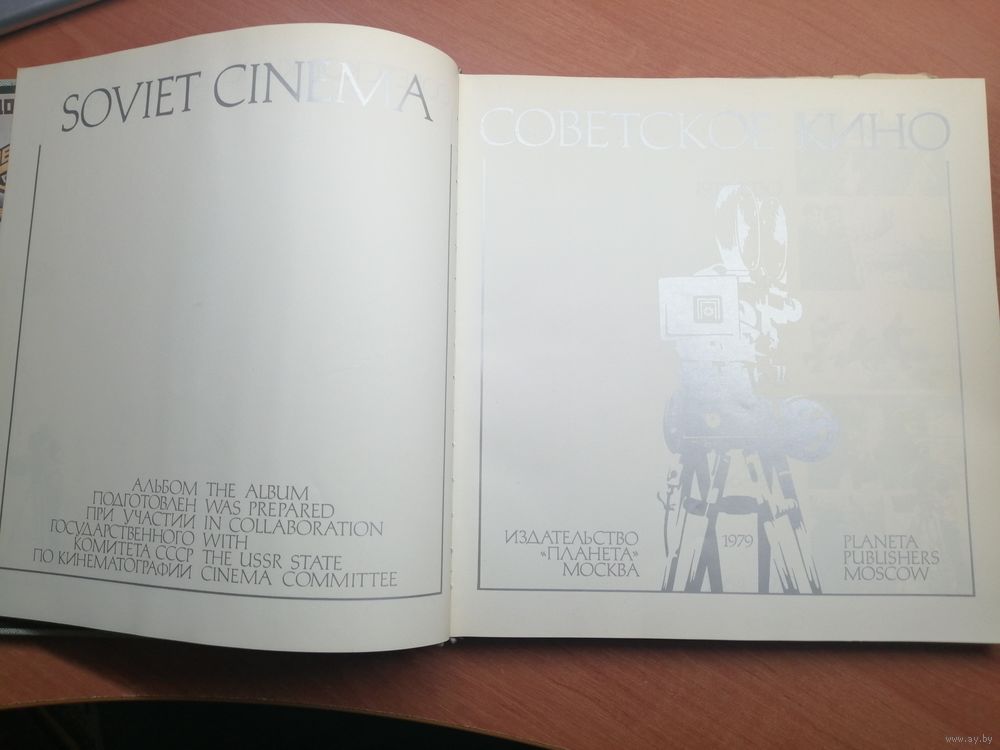 SOVIET CINEMA
АЛЬБОМ THE ALBUM
ПОДГОТОВЛЕН WAS PREPARED
ПРИ УЧАСТИИ IN COLLABORATION
ГОСУДАРСТВЕННОГО WITH
КОМИТЕТА СССР THE USSR STATE
ПО КИНЕМАТОГРАФИИ CINEMA COMMITTEE
СОВЕТСКОЕ КИНО
ИЗДАТЕЛЬСТВО
«ПЛАНЕТА»
МОСКВА
1979
PLANETA
PUBLISHERS
MOSCOW
www.ay.by